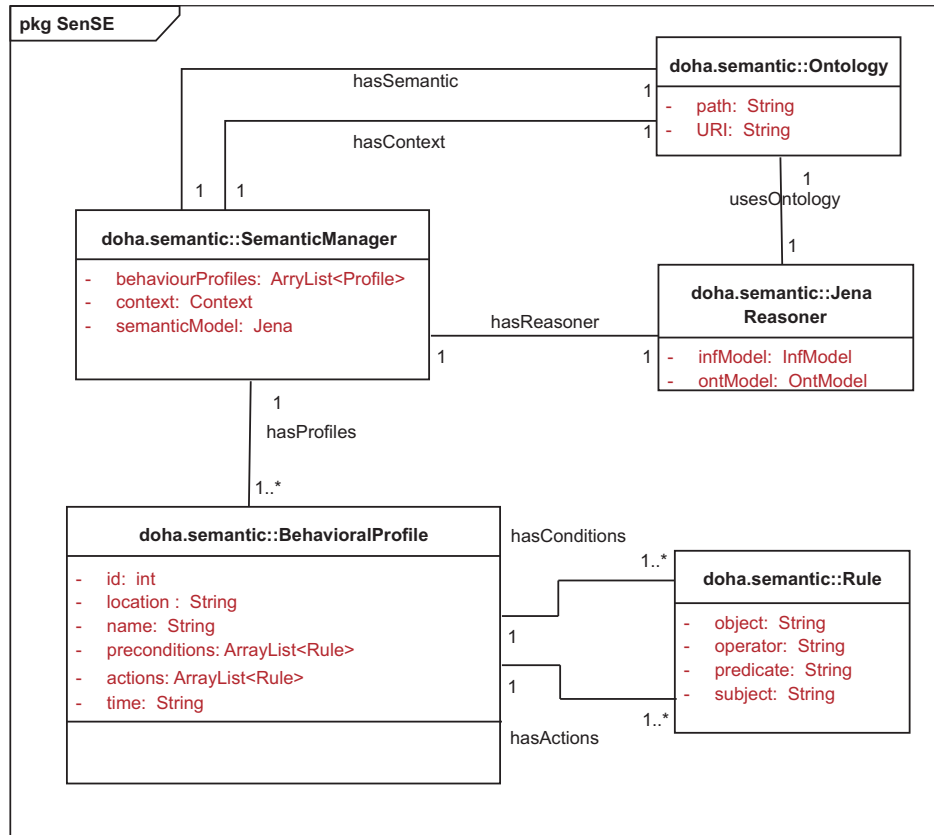 pkg SenSE
hasSemantic
hasContext
1
1
1
1
doha.semantic::Ontology
- path: String
- URI: String
1
usesOntology
1
doha.semantic::SemanticManager
- behaviourProfiles: ArryList<Profile>
- context: Context
- semanticModel: Jena
hasReasoner
1
1
doha.semantic::Jena
Reasoner
- infModel: InfModel
- ontModel: OntModel
1
hasProfiles
1..*
doha.semantic::BehavioralProfile
- id: int
- location : String
- name: String
- preconditions: ArrayList<Rule>
- actions: ArrayList<Rule>
- time: String
hasConditions
1..*
1
1
1..*
hasActions
doha.semantic::Rule
- object: String
- operator: String
- predicate: String
- subject: String